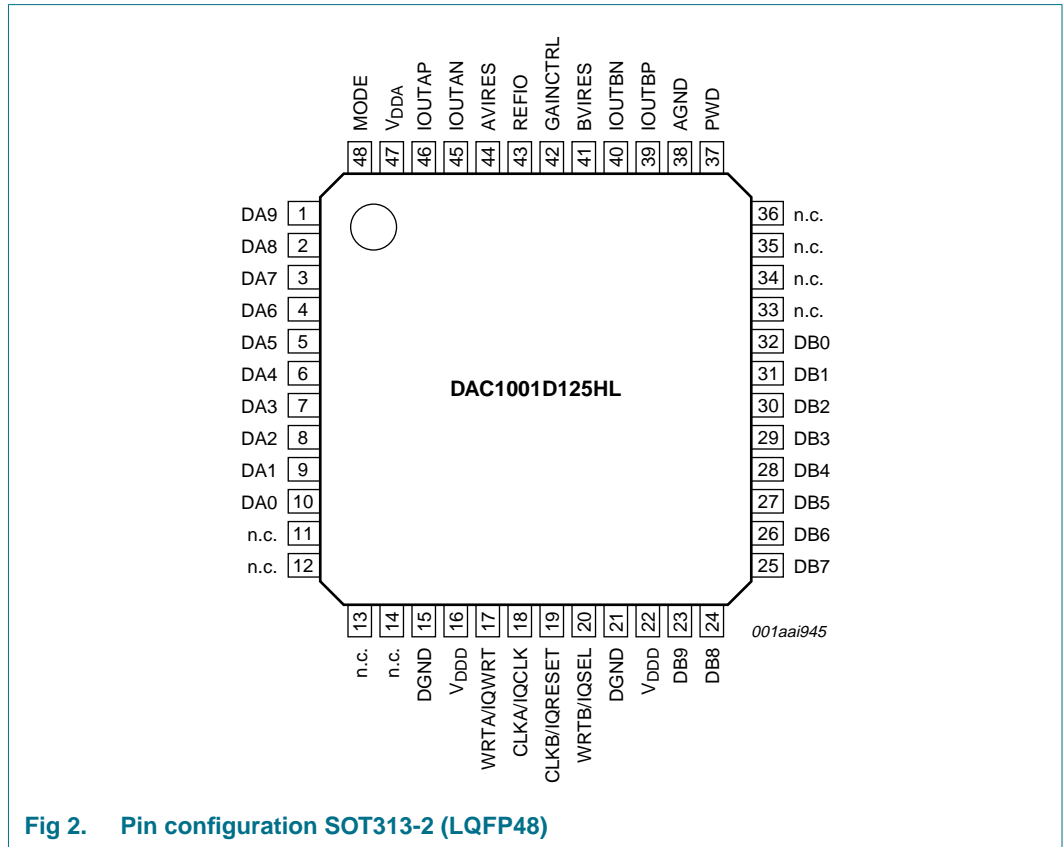 MODE
VDDA
IOUTAP
IOUTAN
AVIRES
REFIO
GAINCTRL
BVIRES
IOUTBN
IOUTBP
AGND
PWD
48
47
46
45
44
43
42
41
40
39
38
37
DA9 1
DA8 2
DA7 3
DA6 4
DA5 5
DA4 6
DA3 7
DA2 8
DA1 9
DA0 10
n.c. 11
n.c. 12
DAC1001D125HL
36 n.c.
35 n.c.
34 n.c.
33 n.c.
32 DB0
31 DB1
30 DB2
29 DB3
28 DB4
27 DB5
26 DB6
25 DB7
13
14
15
16
17
18
19
20
21
22
23
24
n.c.
n.c.
DGND
VDDD
WRTA/IQWRT
CLKA/IQCLK
CLKB/IQRESET
WRTB/IQSEL
DGND
VDDD
DB9
DB8
001aai945
Fig 2. Pin configuration SOT313-2 (LQFP48)